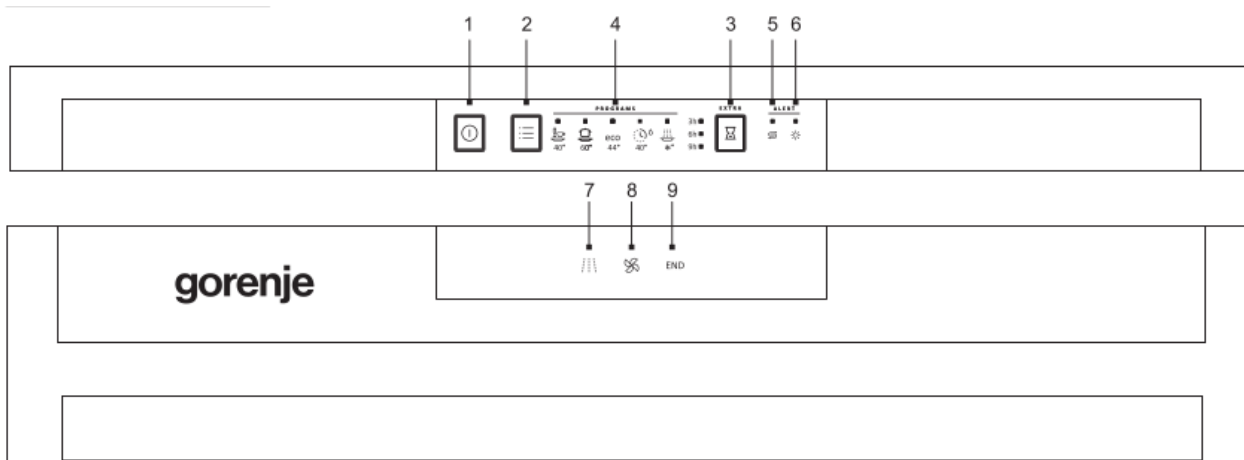 1 2 4 3 5 6
PROGRAMS EXTRA ALERT
3h
eco 6h
40° 60° 44° 40° 9h
7 8 9
END
gorenje